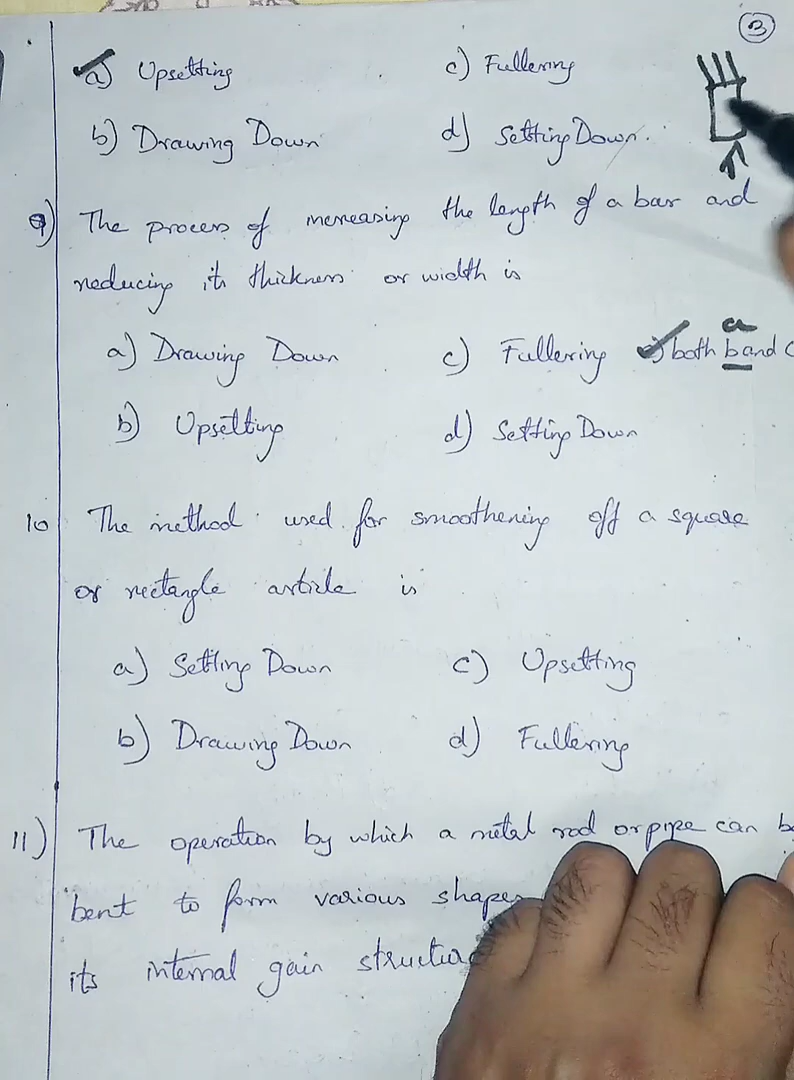 3
a) Upsetting c) Fullering
b) Drawing Down d) Setting Down.
9) The process of increasing the length of a bar and
reducing its thickness or width is
a
a) Drawing Down c) Fullering both b and c
b) Upsetting d) Setting Down
10 The method used for smoothening off a square
or rectangle article is
a) Setting Down c) Upsetting
b) Drawing Down d) Fullering
11) The operation by which a metal rod or pipe can be
bent to form various shapes
its internal gain